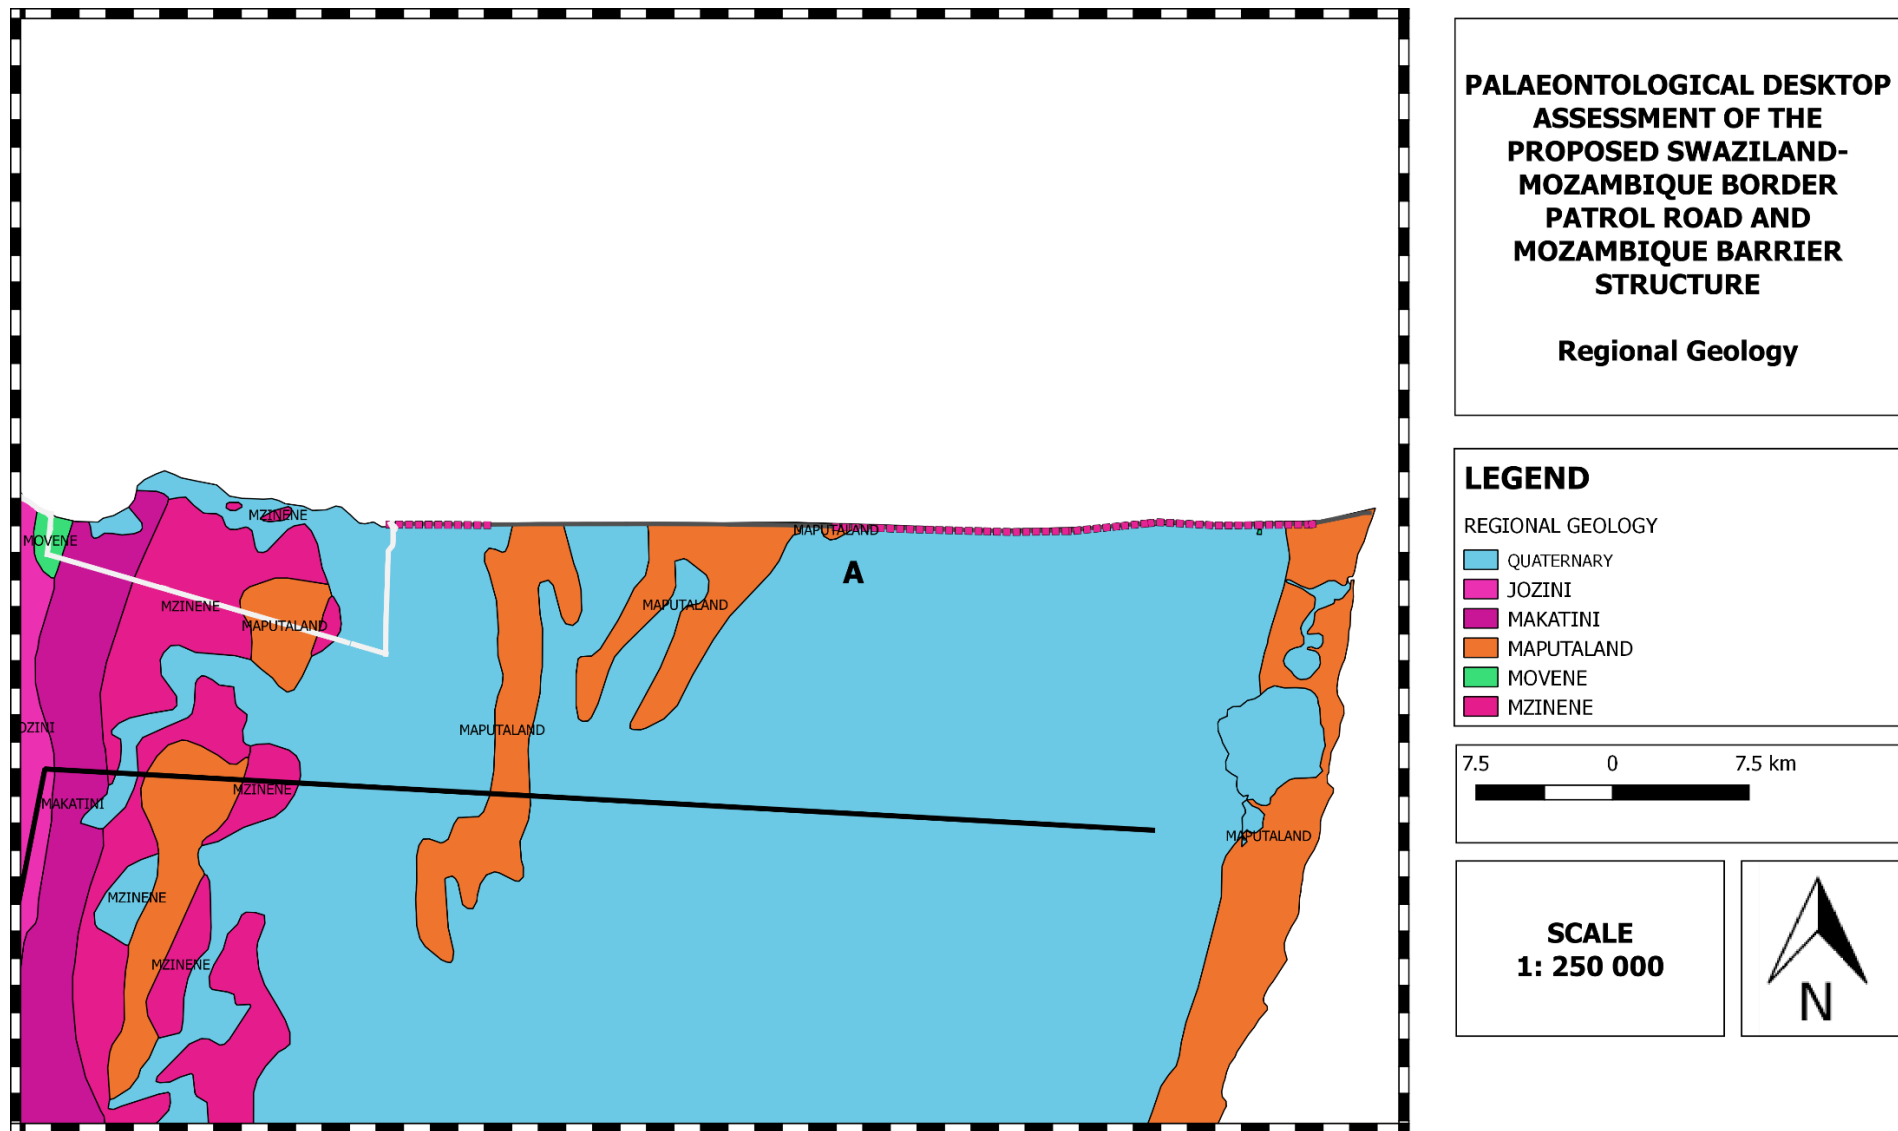 PALAEONTOLOGICAL DESKTOP
ASSESSMENT OF THE
PROPOSED SWAZILAND-
MOZAMBIQUE BORDER
PATROL ROAD AND
MOZAMBIQUE BARRIER
STRUCTURE
Regional Geology
LEGEND
REGIONAL GEOLOGY
QUATERNARY
JOZINI
MAKATINI
MAPUTALAND
MOVENE
MZINENE
7.5 0 7.5 km
SCALE
1: 250 000
N
MZINENE
MAPUTALAND
MOVENE
A
MZINENE
MAPUTALAND
MAPUTALAND
OZINI
MAPUTALAND
MZINENE
MAKATINI
MAPUTALAND
MZINENE
MZINENE